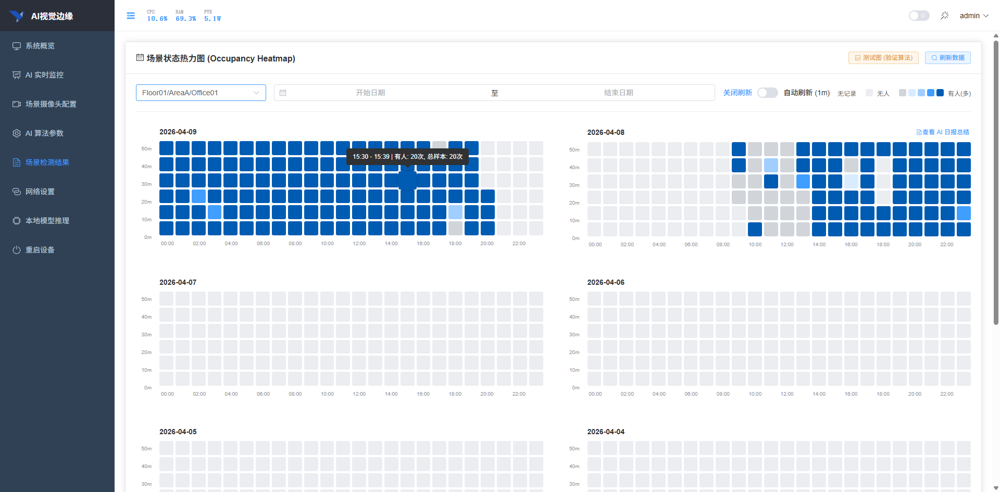 AI视觉边缘
CPU RAM PWR
10.6% 69.3% 5.1W
admin
系统概览
AI 实时监控
场景摄像头配置
AI 算法参数
场景检测结果
网络设置
本地模型推理
重启设备
场景状态热力图 (Occupancy Heatmap)
测试图 (验证算法)
刷新数据
Floor01/AreaA/Office01
开始日期 至 结束日期
关闭刷新 自动刷新 (1m) 无记录 无人 有人(多)
2026-04-09
50m
40m
30m
20m
10m
0m
00:00 02:00 04:00 06:00 08:00 10:00 12:00 14:00 16:00 18:00 20:00 22:00
15:30 - 15:39 | 有人: 20次, 总样本: 20次
2026-04-08
查看 AI 日报总结
50m
40m
30m
20m
10m
0m
00:00 02:00 04:00 06:00 08:00 10:00 12:00 14:00 16:00 18:00 20:00 22:00
2026-04-07
50m
40m
30m
20m
10m
0m
00:00 02:00 04:00 06:00 08:00 10:00 12:00 14:00 16:00 18:00 20:00 22:00
2026-04-06
50m
40m
30m
20m
10m
0m
00:00 02:00 04:00 06:00 08:00 10:00 12:00 14:00 16:00 18:00 20:00 22:00
2026-04-05
50m
40m
30m
2026-04-04
50m
40m
30m